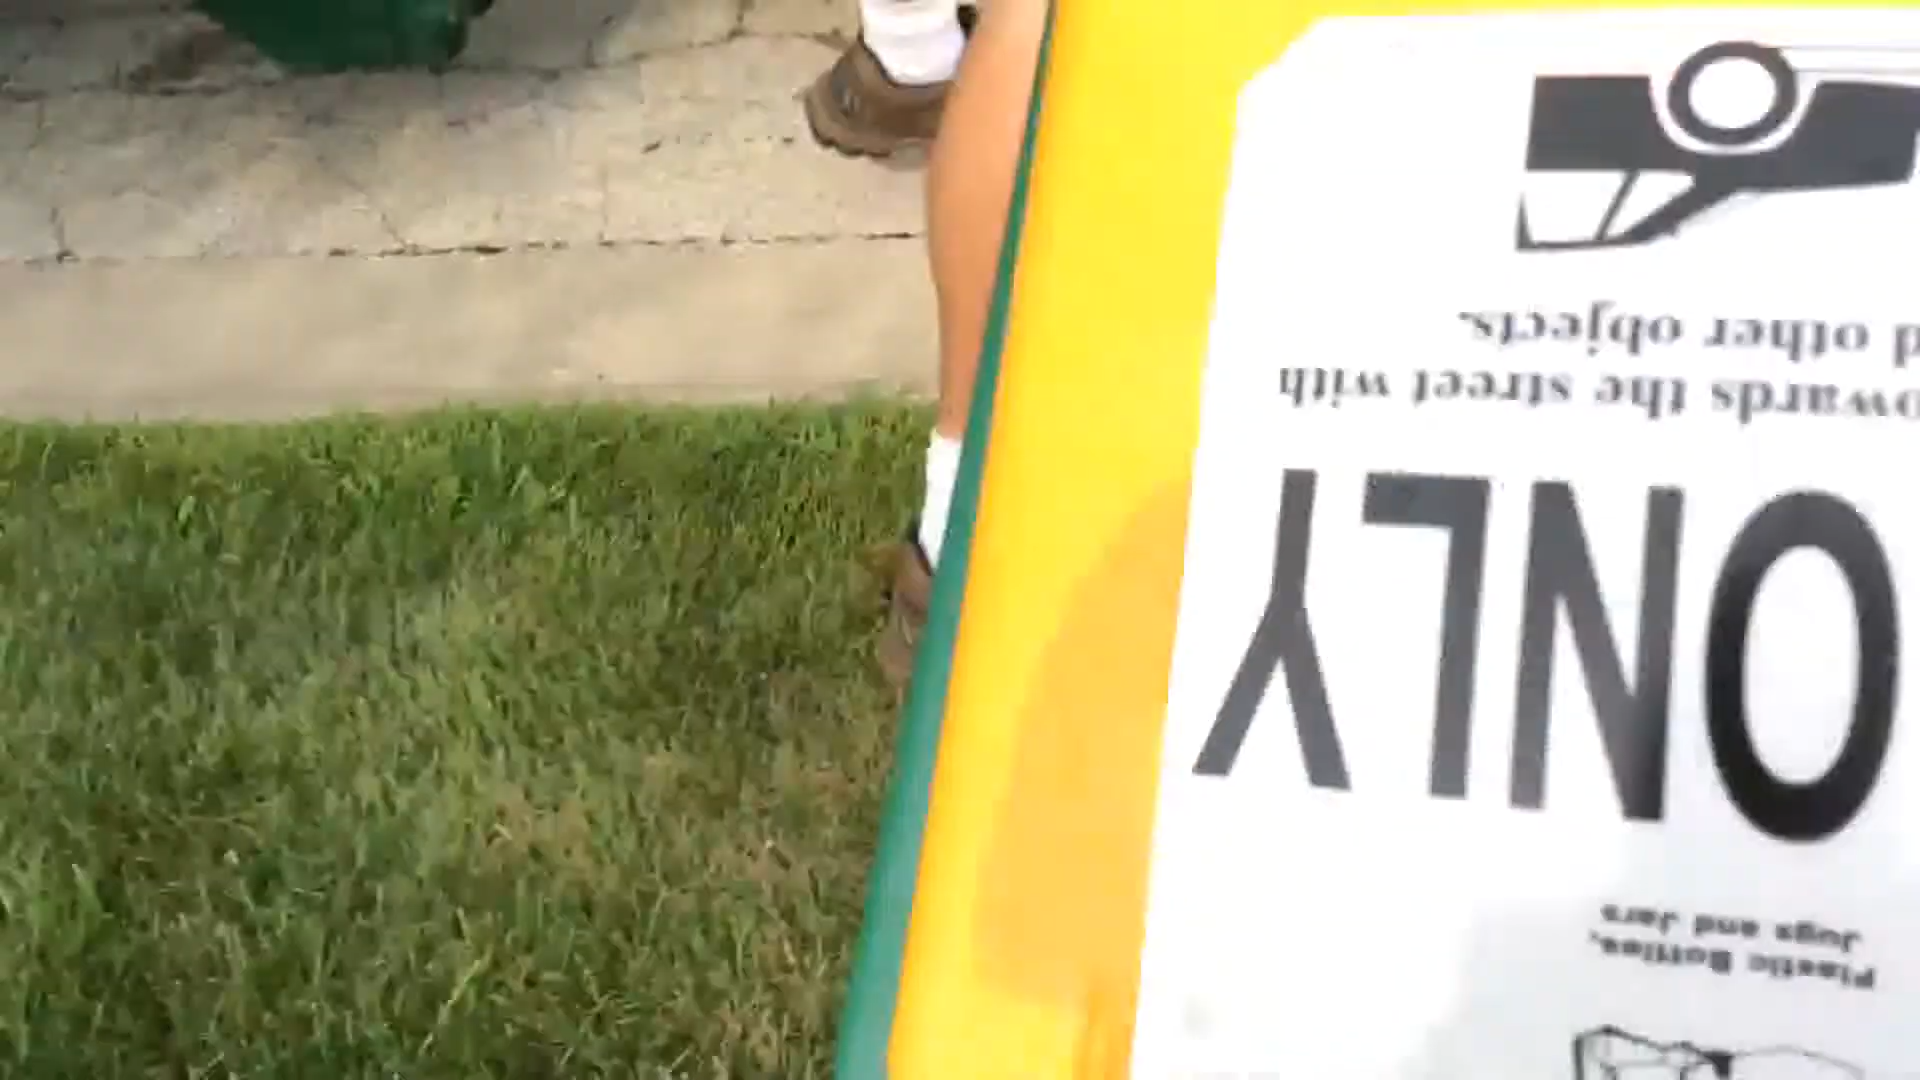 Plastic Bottles,
Jugs and Jars
ONLY
owards the street with
d other objects.